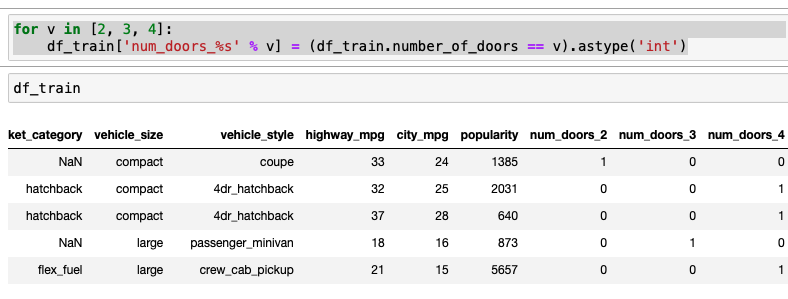 for v in [2, 3, 4]:
    df_train['num_doors_%s' % v] = (df_train.number_of_doors == v).astype('int')
df_train
ket_category vehicle_size vehicle_style highway_mpg city_mpg popularity num_doors_2 num_doors_3 num_doors_4
NaN compact coupe 33 24 1385 1 0 0
hatchback compact 4dr_hatchback 32 25 2031 0 0 1
hatchback compact 4dr_hatchback 37 28 640 0 0 1
NaN large passenger_minivan 18 16 873 0 1 0
flex_fuel large crew_cab_pickup 21 15 5657 0 0 1